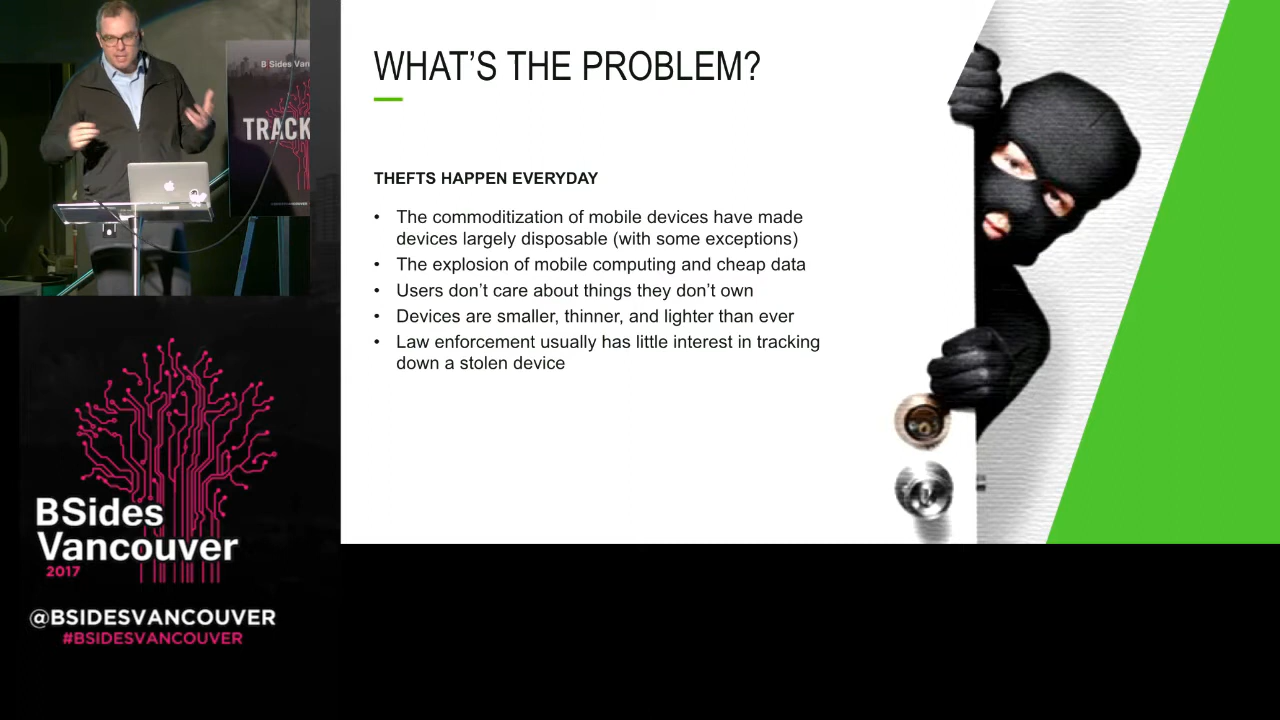 B Sides Van
TRACK
WHAT'S THE PROBLEM?
THEFTS HAPPEN EVERYDAY
• The commoditization of mobile devices have made
devices largely disposable (with some exceptions)
• The explosion of mobile computing and cheap data
• Users don't care about things they don't own
• Devices are smaller, thinner, and lighter than ever
• Law enforcement usually has little interest in tracking
down a stolen device
BSides
Vancouver
2017
@BSIDESVANCOUVER
#BSIDESVANCOUVER